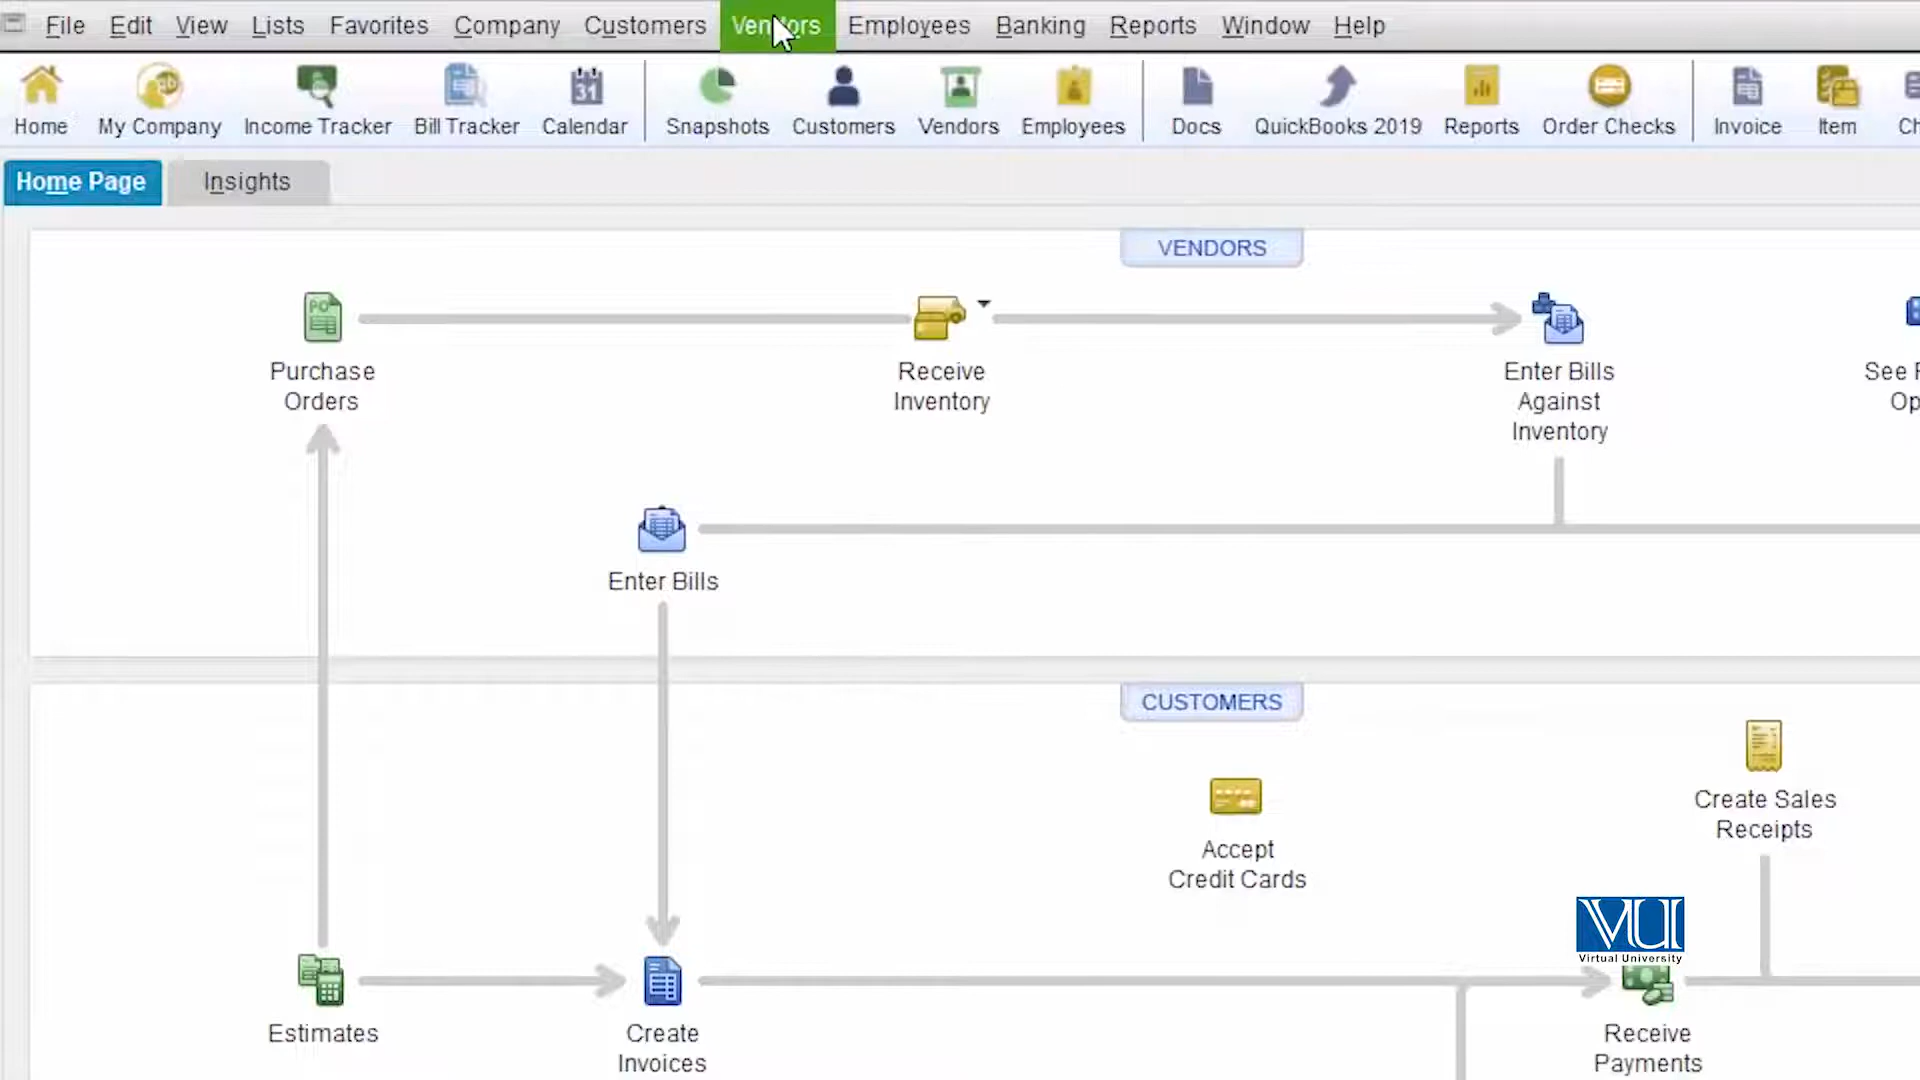 File Edit View Lists Favorites Company Customers Vendors Employees Banking Reports Window Help
31
Home My Company Income Tracker Bill Tracker Calendar Snapshots Customers Vendors Employees Docs QuickBooks 2019 Reports Order Checks Invoice Item
Home Page Insights
VENDORS
PO
Purchase
Orders
Receive
Inventory
Enter Bills
Against
Inventory
See
Enter Bills
CUSTOMERS
Accept
Credit Cards
Create Sales
Receipts
VU
Virtual University
Estimates
Create
Invoices
Receive
Payments